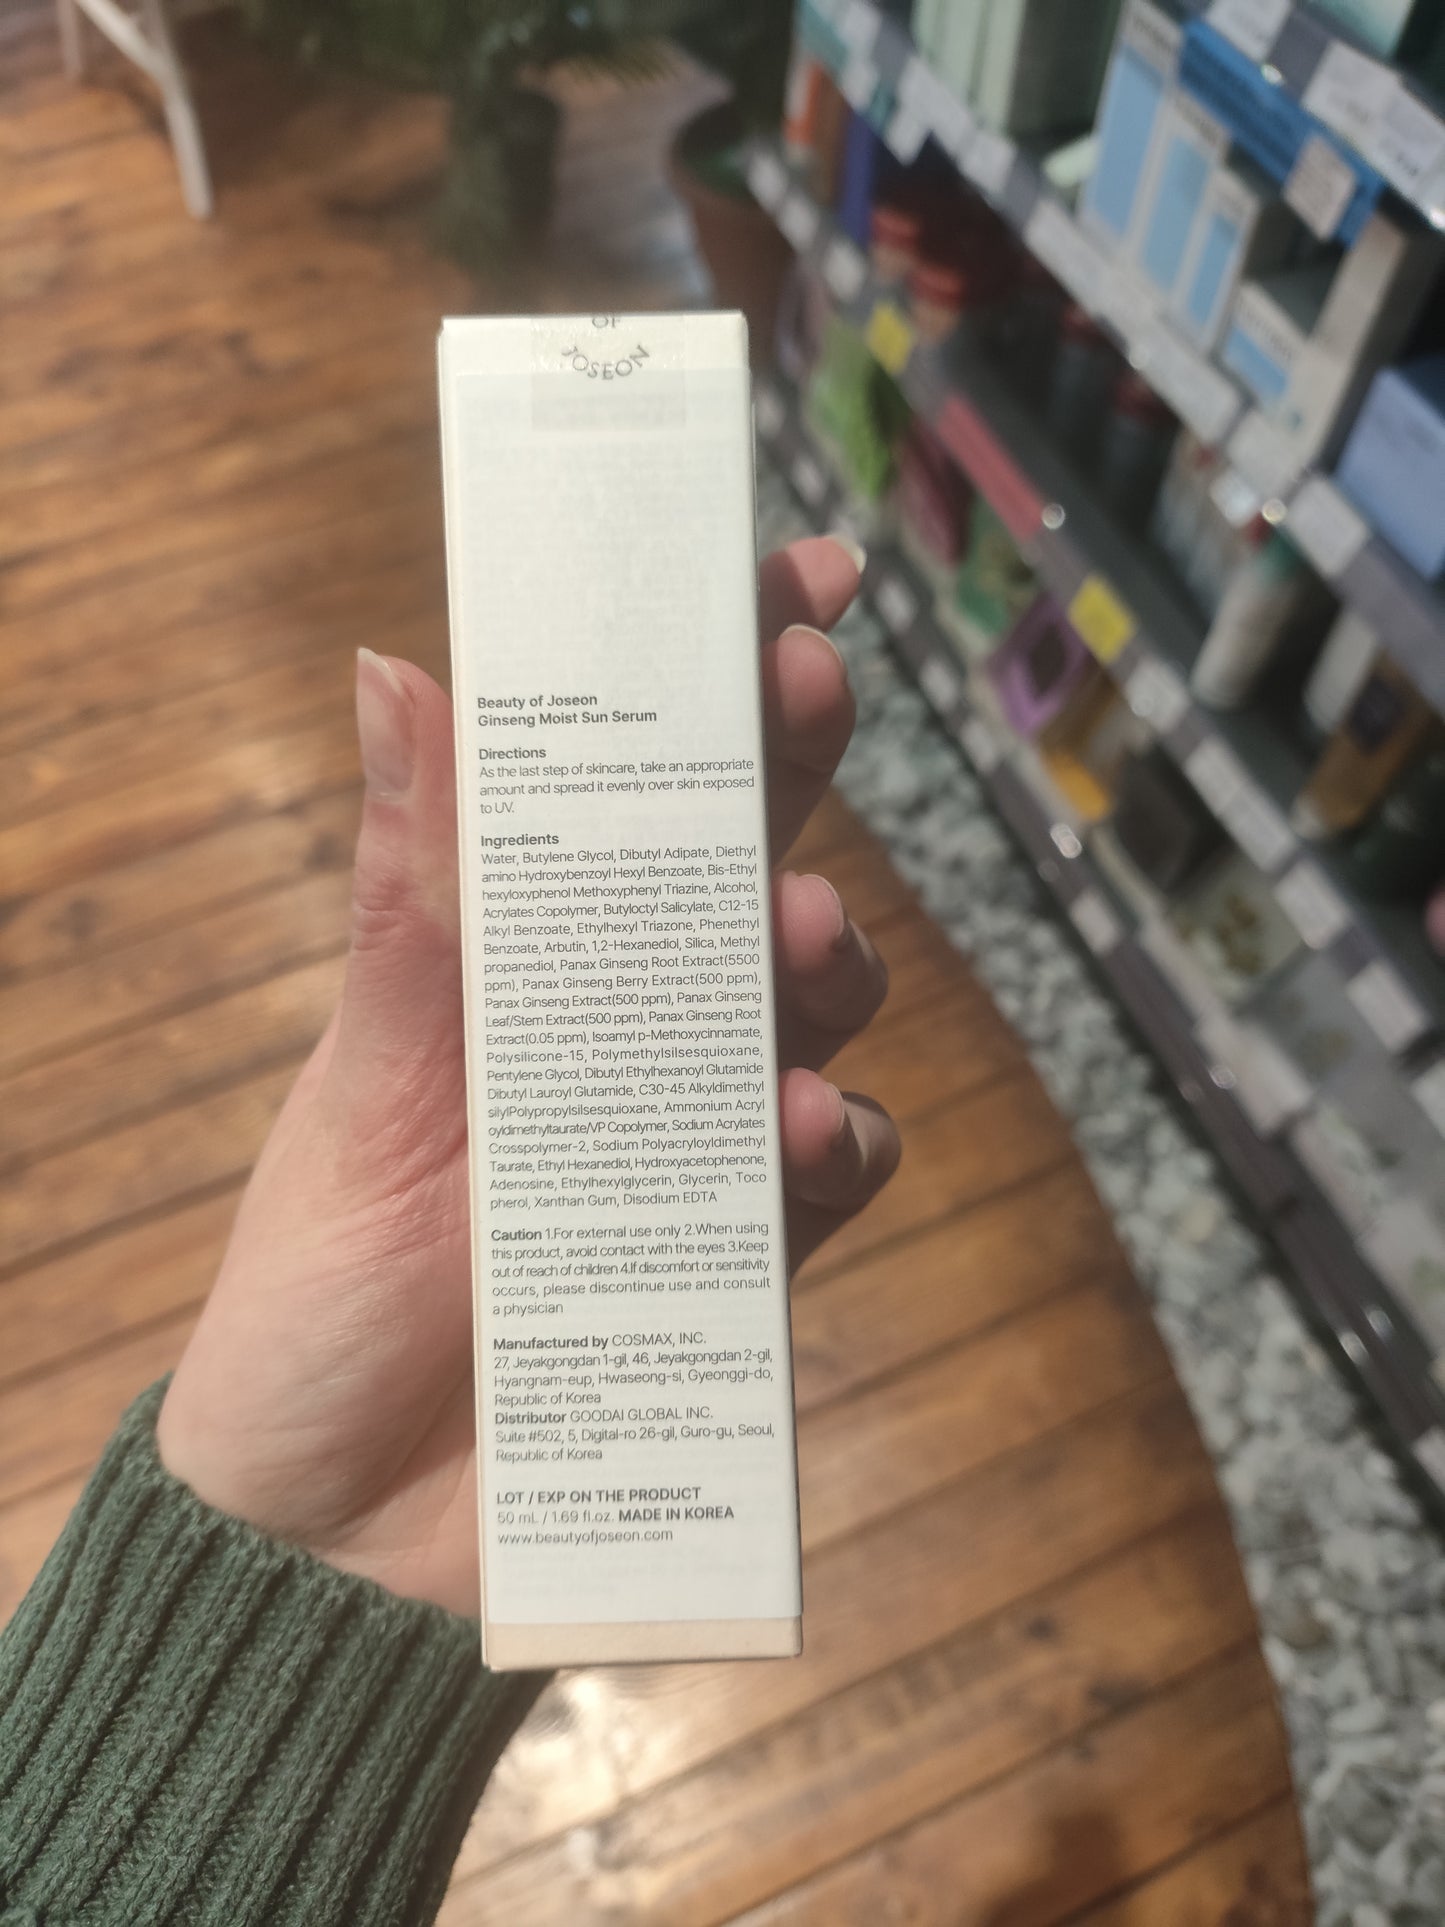 OF
JOSEON
Beauty of Joseon
Ginseng Moist Sun Serum
Directions
As the last step of skincare, take an appropriate
amount and spread it evenly over skin exposed
to UV.
Ingredients
Water, Butylene Glycol, Dibutyl Adipate, Diethyl
amino Hydroxybenzoyl Hexyl Benzoate, Bis-Ethyl
hexyloxyphenol Methoxyphenyl Triazine, Alcohol,
Acrylates Copolymer, Butyloctyl Salicylate, C12-15
Alkyl Benzoate, Ethylhexyl Triazone, Phenethyl
Benzoate, Arbutin, 1,2-Hexanediol, Silica, Methyl
propanediol, Panax Ginseng Root Extract(5500
ppm), Panax Ginseng Berry Extract(500 ppm),
Panax Ginseng Extract(500 ppm), Panax Ginseng
Leaf/Stem Extract(500 ppm), Panax Ginseng Root
Extract(0.05 ppm), Isoamyl p-Methoxycinnamate,
Polysilicone-15, Polymethylsilsesquioxane,
Pentylene Glycol, Dibutyl Ethylhexanoyl Glutamide
Dibutyl Lauroyl Glutamide, C30-45 Alkyldimethyl
silylPolypropylsilsesquioxane, Ammonium Acryl
oyldimethyltaurate/VP Copolymer, Sodium Acrylates
Crosspolymer-2, Sodium Polyacryloyldimethyl
Taurate, Ethyl Hexanediol, Hydroxyacetophenone,
Adenosine, Ethylhexylglycerin, Glycerin, Toco
pherol, Xanthan Gum, Disodium EDTA
Caution 1.For external use only 2.When using
this product, avoid contact with the eyes 3.Keep
out of reach of children 4.If discomfort or sensitivity
occurs, please discontinue use and consult
a physician
Manufactured by COSMAX, INC.
27, Jeyakgongdan 1-gil, 46, Jeyakgongdan 2-gil,
Hyangnam-eup, Hwaseong-si, Gyeonggi-do,
Republic of Korea
Distributor GOODAI GLOBAL INC.
Suite #502, 5, Digital-ro 26-gil, Guro-gu, Seoul,
Republic of Korea
LOT / EXP ON THE PRODUCT
50 mL / 1.69 fl.oz. MADE IN KOREA
www.beautyofjoseon.com